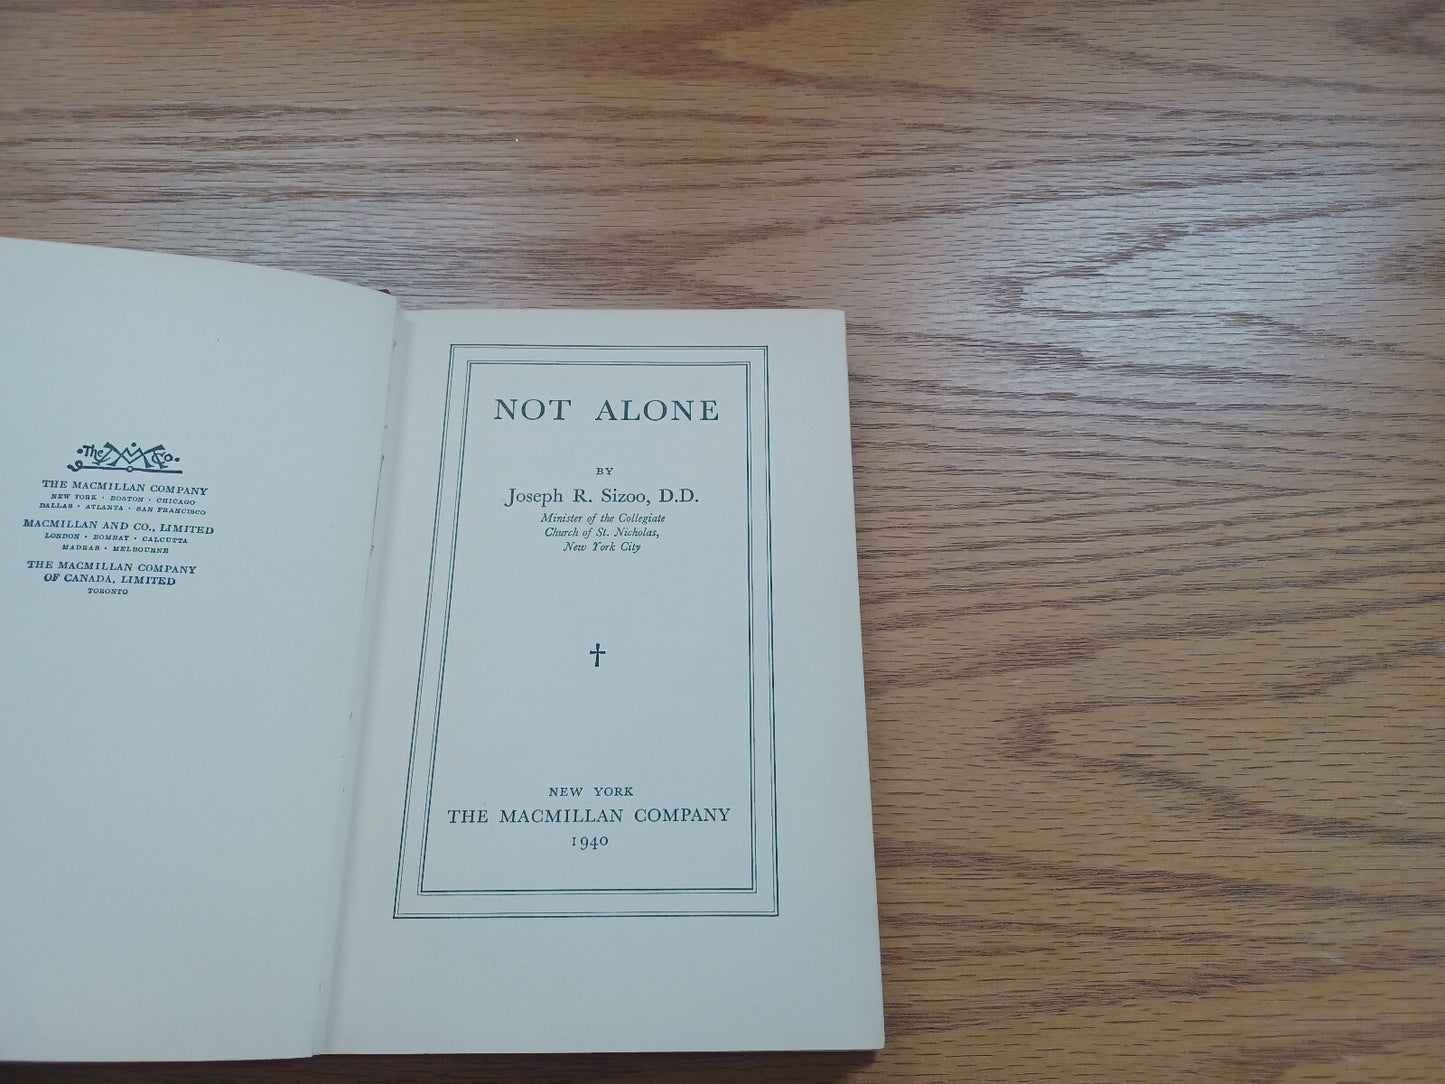 The M Co.
THE MACMILLAN COMPANY
NEW YORK · BOSTON · CHICAGO
DALLAS · ATLANTA · SAN FRANCISCO
MACMILLAN AND CO., LIMITED
LONDON · BOMBAY · CALCUTTA
MADRAS · MELBOURNE
THE MACMILLAN COMPANY
OF CANADA, LIMITED
TORONTO
NOT ALONE
BY
Joseph R. Sizoo, D.D.
Minister of the Collegiate
Church of St. Nicholas,
New York City
NEW YORK
THE MACMILLAN COMPANY
1940